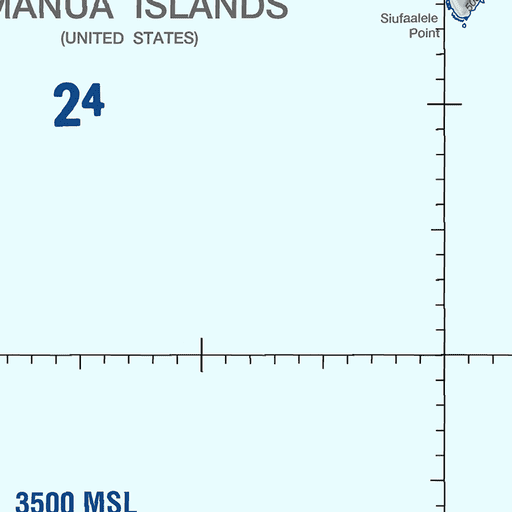 MANUA ISLANDS
(UNITED STATES)
Siufaalele
Point
24
3500 MSL